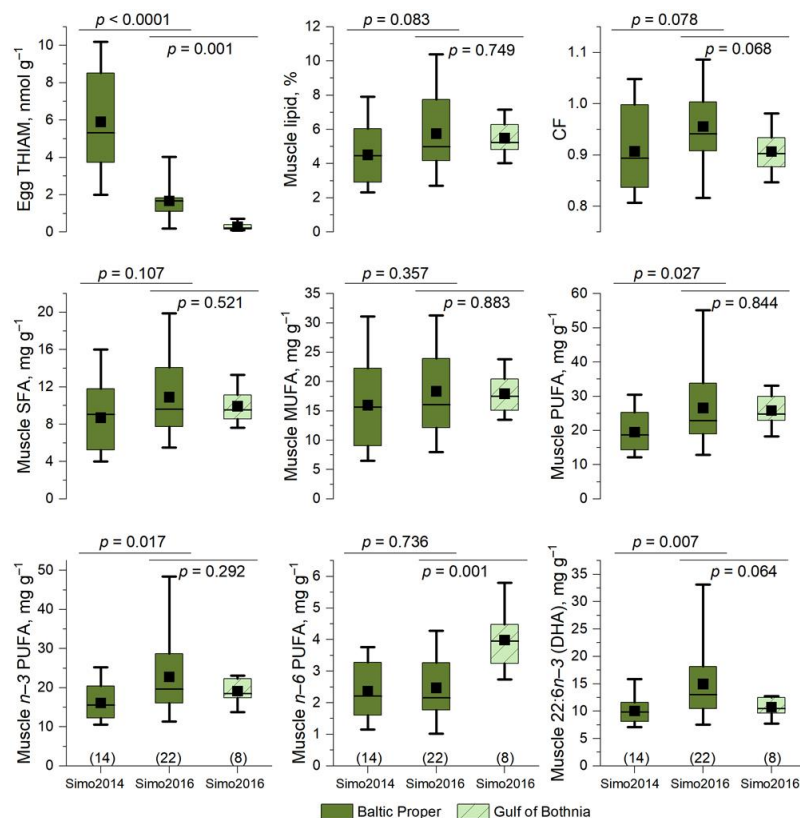 p < 0.0001
p = 0.001
Egg THIAM, nmol g⁻¹
10
8
6
4
2
0
p = 0.083
p = 0.749
Muscle lipid, %
12
10
8
6
4
2
0
p = 0.078
p = 0.068
CF
1.1
1.0
0.9
0.8
p = 0.107
p = 0.521
Muscle SFA, mg g⁻¹
20
16
12
8
4
0
p = 0.357
p = 0.883
Muscle MUFA, mg g⁻¹
35
30
25
20
15
10
5
0
p = 0.027
p = 0.844
Muscle PUFA, mg g⁻¹
60
50
40
30
20
10
0
p = 0.017
p = 0.292
Muscle n–3 PUFA, mg g⁻¹
50
40
30
20
10
0
(14) (22) (8)
Simo2014 Simo2016 Simo2016
p = 0.736
p = 0.001
Muscle n–6 PUFA, mg g⁻¹
6
5
4
3
2
1
0
(14) (22) (8)
Simo2014 Simo2016 Simo2016
p = 0.007
p = 0.064
Muscle 22:6n–3 (DHA), mg g⁻¹
35
30
25
20
15
10
5
0
(14) (22) (8)
Simo2014 Simo2016 Simo2016
Baltic Proper Gulf of Bothnia